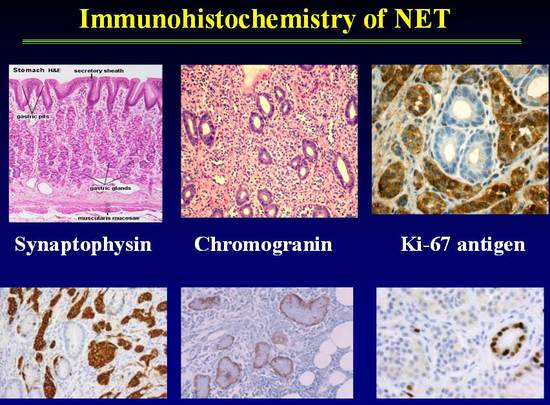 Immunohistochemistry of NET
Stomach H&E secretory sheath
gastric pits
gastric glands
muscularis mucosae
Synaptophysin Chromogranin Ki-67 antigen